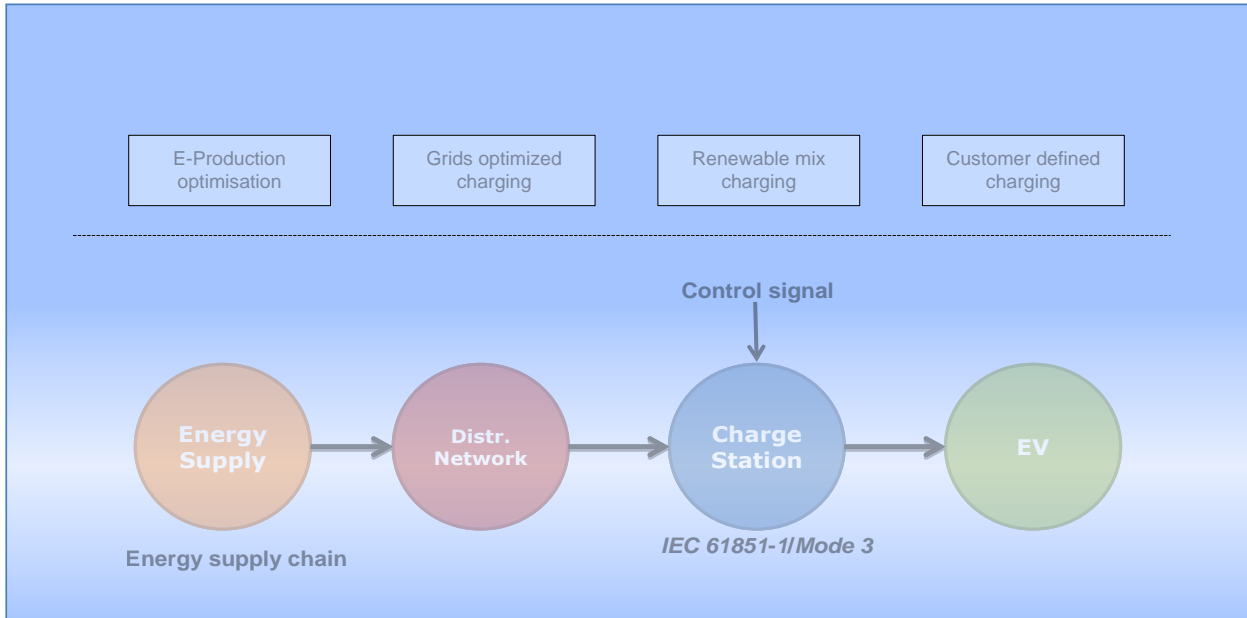 E-Production
optimisation
Grids optimized
charging
Renewable mix
charging
Customer defined
charging
Control signal
Energy
Supply
Distr.
Network
Charge
Station
EV
Energy supply chain
IEC 61851-1/Mode 3